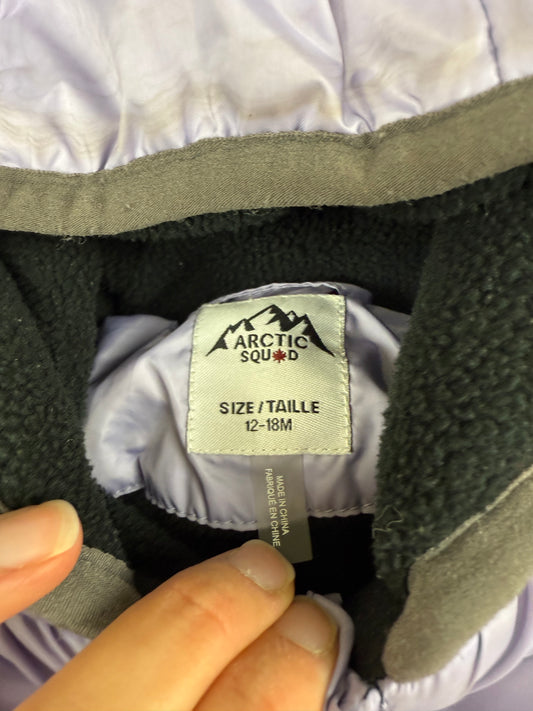 ARCTIC
SQUAD
SIZE/TAILLE
12-18M
MADE IN CHINA
FABRIQUÉ EN CHINE